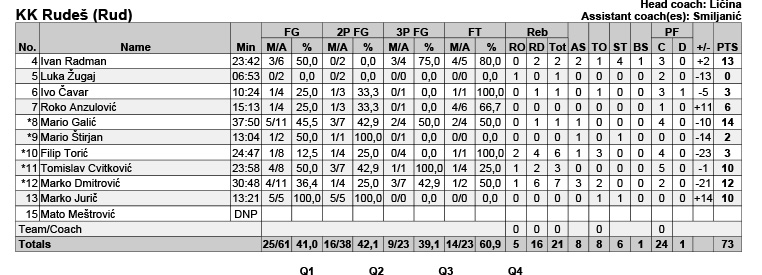 Head coach: Ličina
KK Rudeš (Rud)
Assistant coach(es): Smiljanić
FG 2P FG 3P FG FT Reb PF
No. Name Min M/A % M/A % M/A % M/A % RO RD Tot AS TO ST BS C D +/- PTS
4 Ivan Radman 23:42 3/6 50,0 0/2 0,0 3/4 75,0 4/5 80,0 0 2 2 2 1 4 1 3 0 +2 13
5 Luka Žugaj 06:53 0/2 0,0 0/2 0,0 0/0 0,0 0/0 0,0 1 0 1 0 0 0 0 2 0 -13 0
6 Ivo Čavar 10:24 1/4 25,0 1/3 33,3 0/1 0,0 1/1 100,0 0 0 0 0 0 0 0 3 1 -5 3
7 Roko Anzulović 15:13 1/4 25,0 1/3 33,3 0/1 0,0 4/6 66,7 0 0 0 0 0 0 0 1 0 +11 6
*8 Mario Galić 37:50 5/11 45,5 3/7 42,9 2/4 50,0 2/4 50,0 0 1 1 2 0 0 0 4 0 -10 14
*9 Mario Štirjan 13:04 1/2 50,0 1/1 100,0 0/1 0,0 0/0 0,0 0 0 0 0 1 0 1 0 0 0 -14 2
*10 Filip Torić 24:47 1/8 12,5 1/4 25,0 0/4 0,0 1/1 100,0 2 4 6 1 3 0 0 4 0 -23 3
*11 Tomislav Cvitković 23:58 4/8 50,0 3/7 42,9 1/1 100,0 1/4 25,0 1 2 3 0 0 0 0 5 0 -1 10
*12 Marko Dmitrović 30:48 4/11 36,4 1/4 25,0 3/7 42,9 1/2 50,0 1 6 7 3 2 0 0 2 0 -21 12
13 Marko Jurič 13:21 5/5 100,0 5/5 100,0 0/0 0,0 0/0 0,0 0 0 0 0 1 1 0 0 0 +14 10
15 Mato Meštrović DNP
Team/Coach 0 0 0 0 0
Totals 25/61 41,0 16/38 42,1 9/23 39,1 14/23 60,9 5 16 21 8 8 6 1 24 1 73
Q1 Q2 Q3 Q4